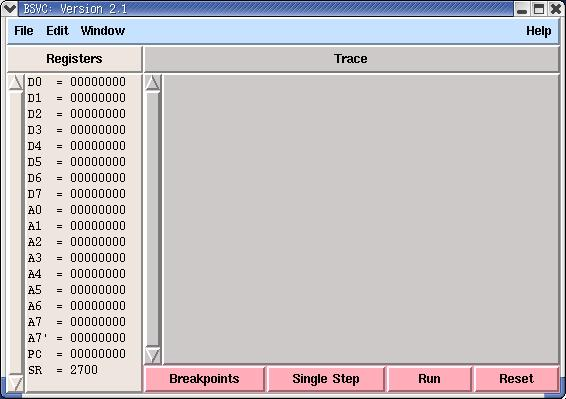 BSVC: Version 2.1
File Edit Window Help
Registers Trace
D0 = 00000000
D1 = 00000000
D2 = 00000000
D3 = 00000000
D4 = 00000000
D5 = 00000000
D6 = 00000000
D7 = 00000000
A0 = 00000000
A1 = 00000000
A2 = 00000000
A3 = 00000000
A4 = 00000000
A5 = 00000000
A6 = 00000000
A7 = 00000000
A7' = 00000000
PC = 00000000
SR = 2700
Breakpoints Single Step Run Reset